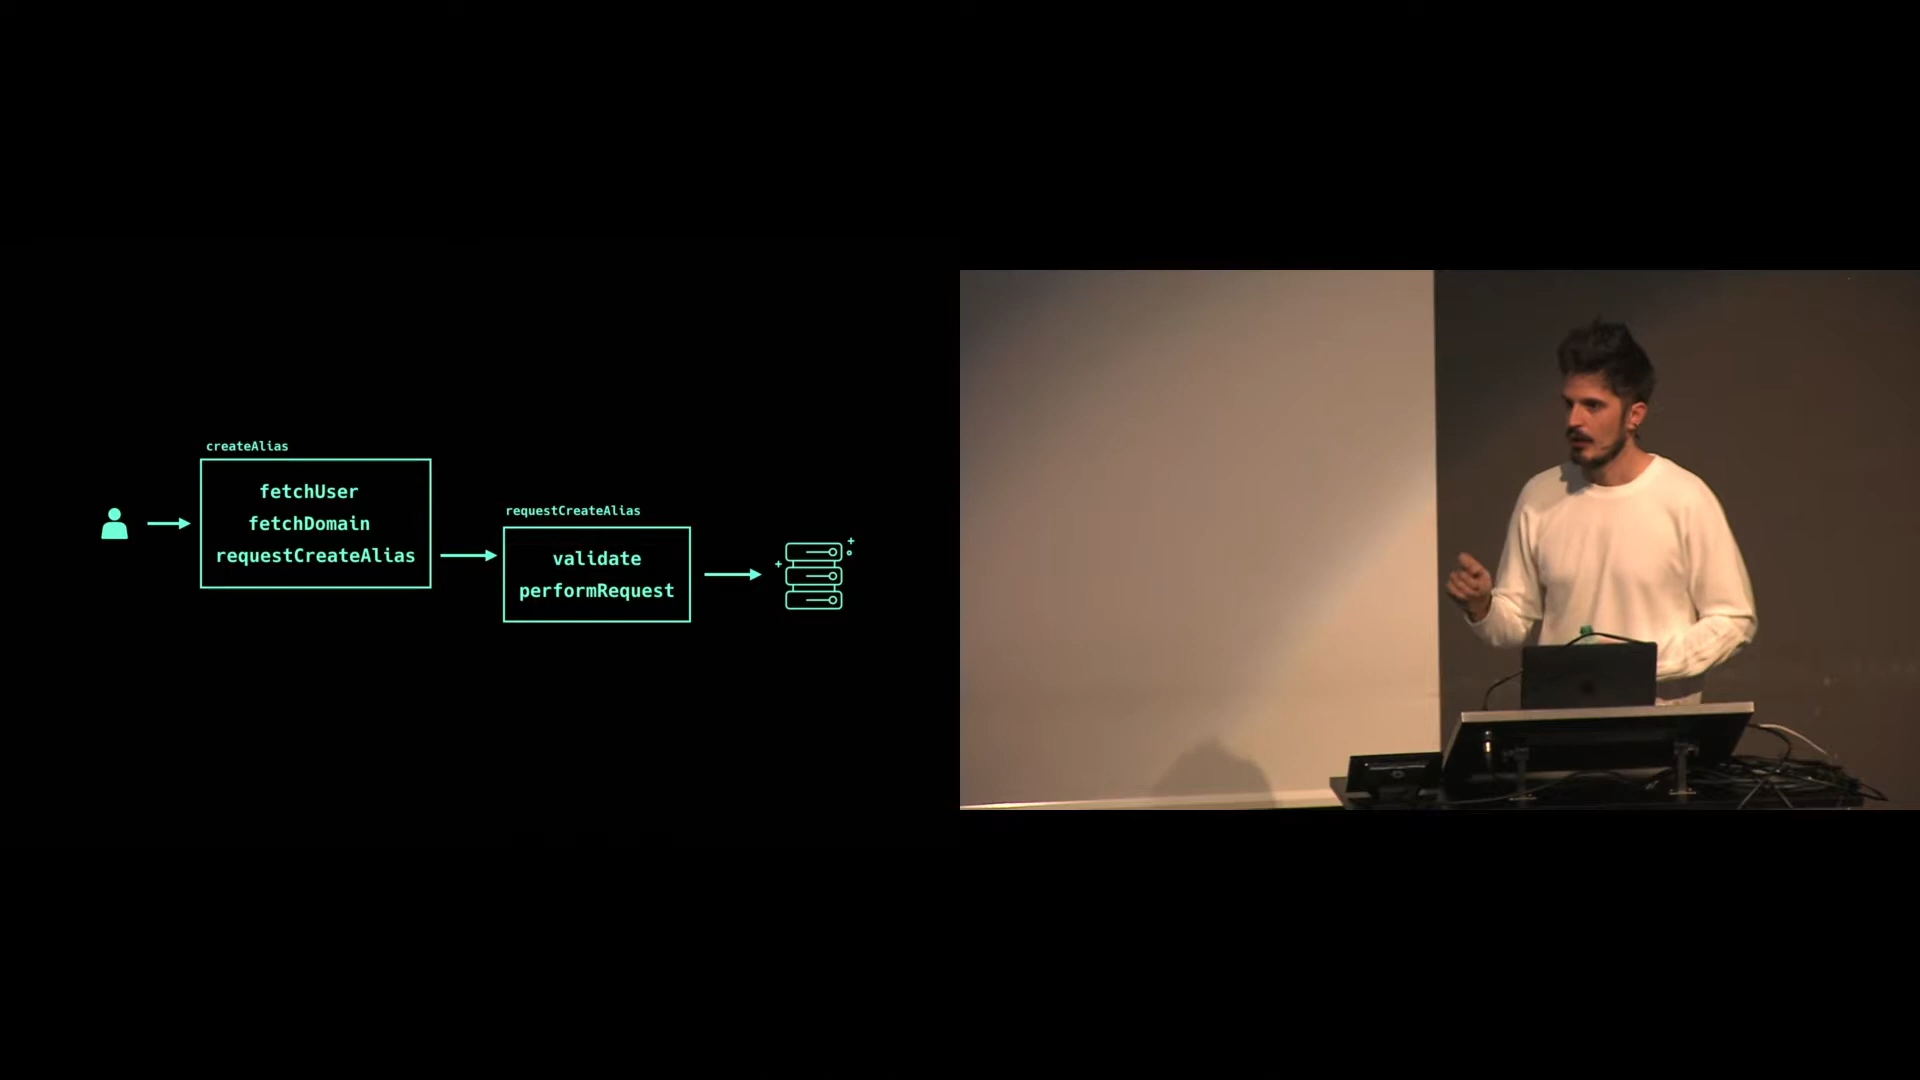 createAlias
fetchUser
fetchDomain
requestCreateAlias
requestCreateAlias
validate
performRequest